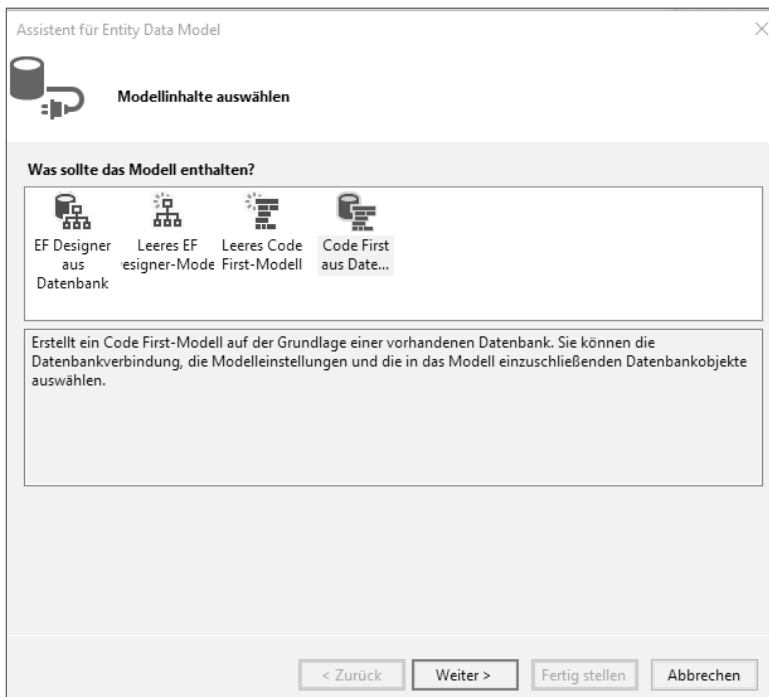 Assistent für Entity Data Model
Modellinhalte auswählen
Was sollte das Modell enthalten?
EF Designer
aus
Datenbank
Leeres EF
esigner-Mode
Leeres Code
First-Modell
Code First
aus Date...
Erstellt ein Code First-Modell auf der Grundlage einer vorhandenen Datenbank. Sie können die
Datenbankverbindung, die Modelleinstellungen und die in das Modell einzuschließenden Datenbankobjekte
auswählen.
< Zurück
Weiter >
Fertig stellen
Abbrechen